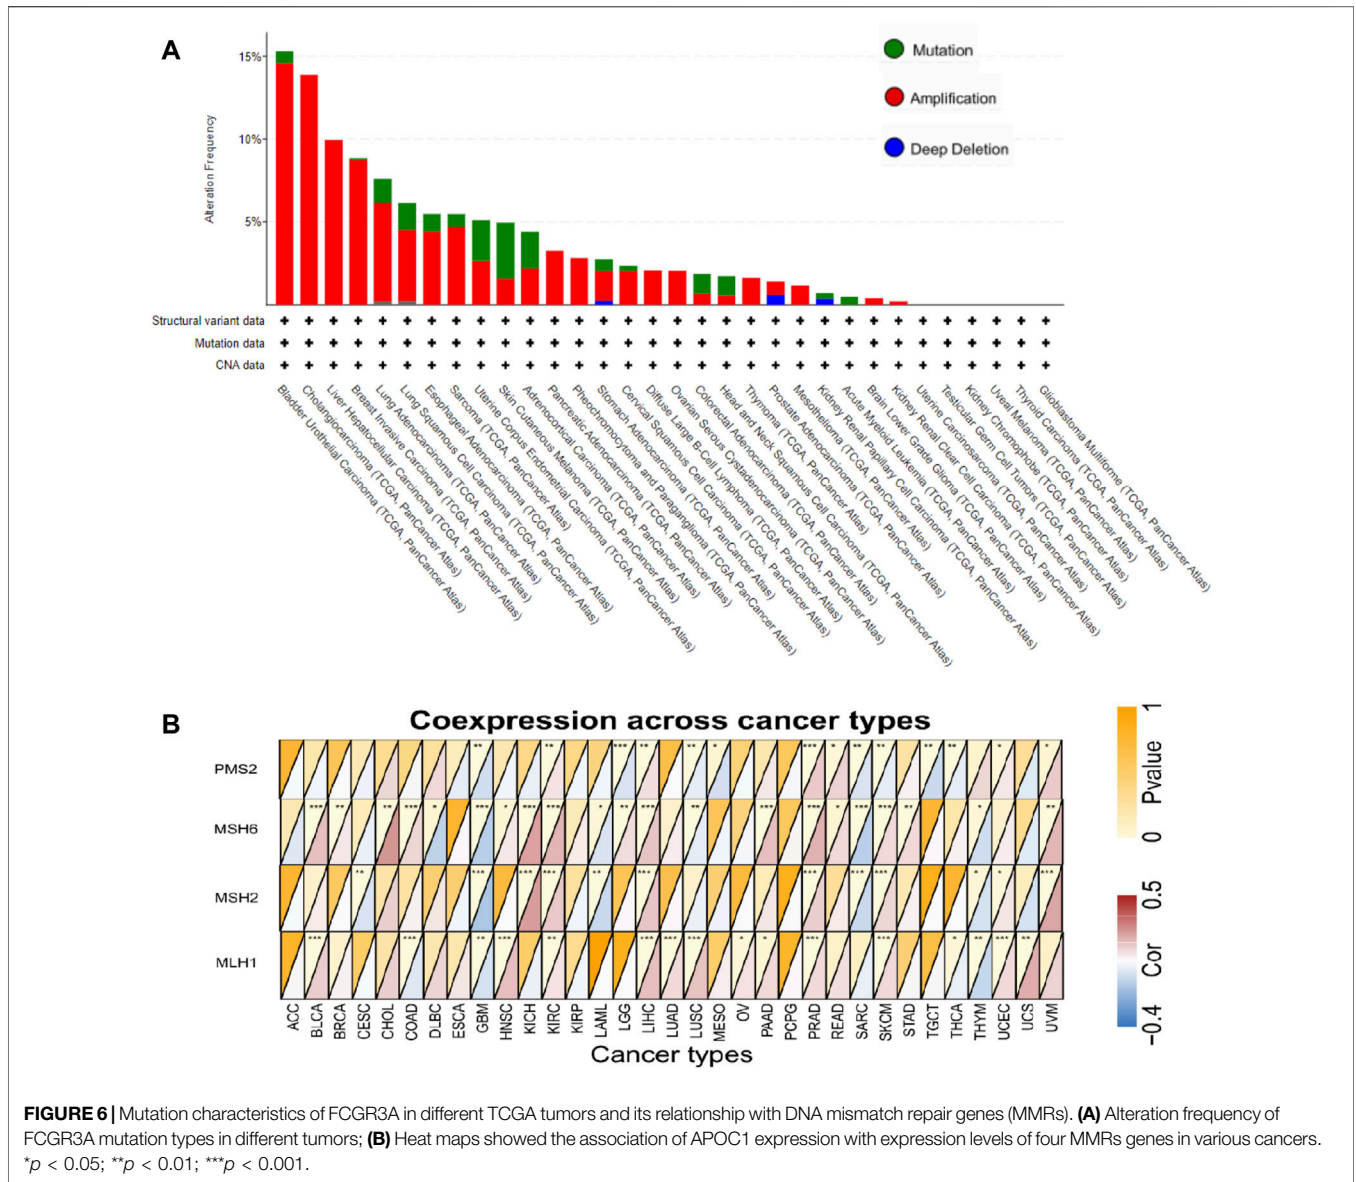 A
15%
10%
5%
Alteration Frequency
Mutation
Amplification
Deep Deletion
Structural variant data
Mutation data
CNA data
Bladder Urothelial Carcinoma (TCGA, PanCancer Atlas)
Cholangiocarcinoma (TCGA, PanCancer Atlas)
Liver Hepatocellular Carcinoma (TCGA, PanCancer Atlas)
Breast Invasive Carcinoma (TCGA, PanCancer Atlas)
Lung Adenocarcinoma (TCGA, PanCancer Atlas)
Lung Squamous Cell Carcinoma (TCGA, PanCancer Atlas)
Esophageal Adenocarcinoma (TCGA, PanCancer Atlas)
Sarcoma (TCGA, PanCancer Atlas)
Uterine Corpus Endometrial Carcinoma (TCGA, PanCancer Atlas)
Skin Cutaneous Melanoma (TCGA, PanCancer Atlas)
Adrenocortical Carcinoma (TCGA, PanCancer Atlas)
Pancreatic Adenocarcinoma (TCGA, PanCancer Atlas)
Pheochromocytoma and Paraganglioma (TCGA, PanCancer Atlas)
Stomach Adenocarcinoma (TCGA, PanCancer Atlas)
Cervical Squamous Cell Carcinoma (TCGA, PanCancer Atlas)
Diffuse Large B-Cell Lymphoma (TCGA, PanCancer Atlas)
Ovarian Serous Cystadenocarcinoma (TCGA, PanCancer Atlas)
Colorectal Adenocarcinoma (TCGA, PanCancer Atlas)
Head and Neck Squamous Cell Carcinoma (TCGA, PanCancer Atlas)
Thymoma (TCGA, PanCancer Atlas)
Prostate Adenocarcinoma (TCGA, PanCancer Atlas)
Mesothelioma (TCGA, PanCancer Atlas)
Kidney Renal Papillary Cell Carcinoma (TCGA, PanCancer Atlas)
Acute Myeloid Leukemia (TCGA, PanCancer Atlas)
Brain Lower Grade Glioma (TCGA, PanCancer Atlas)
Kidney Renal Clear Cell Carcinoma (TCGA, PanCancer Atlas)
Uterine Carcinosarcoma (TCGA, PanCancer Atlas)
Testicular Germ Cell Tumors (TCGA, PanCancer Atlas)
Kidney Chromophobe (TCGA, PanCancer Atlas)
Uveal Melanoma (TCGA, PanCancer Atlas)
Thyroid Carcinoma (TCGA, PanCancer Atlas)
Glioblastoma Multiforme (TCGA, PanCancer Atlas)
B
Coexpression across cancer types
PMS2 ** ** *** ** ** * *** * ** ** ** ** * *
MSH6 *** ** ** *** * *** * *** *** * ** *** ** *** *** * *** *** ** * **
MSH2 ** *** *** *** ** *** *** *** *** * * ***
MLH1 *** *** ** *** ** *** *** *** * * *** *** * ** *** **
ACC BLCA BRCA CESC CHOL COAD DLBC ESCA GBM HNSC KICH KIRC KIRP LAML LGG LIHC LUAD LUSC MESO OV PAAD PCPG PRAD READ SARC SKCM STAD TGCT THCA THYM UCEC UCS UVM
Cancer types
0 Pvalue 1
−0.4 Cor 0.5
FIGURE 6 | Mutation characteristics of FCGR3A in different TCGA tumors and its relationship with DNA mismatch repair genes (MMRs). (A) Alteration frequency of
FCGR3A mutation types in different tumors; (B) Heat maps showed the association of APOC1 expression with expression levels of four MMRs genes in various cancers.
*p < 0.05; **p < 0.01; ***p < 0.001.